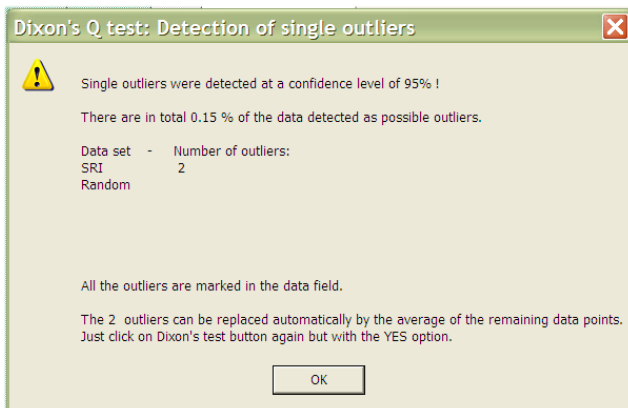 Dixon's Q test: Detection of single outliers
Single outliers were detected at a confidence level of 95% !
There are in total 0.15 % of the data detected as possible outliers.
Data set - Number of outliers:
SRI 2
Random
All the outliers are marked in the data field.
The 2 outliers can be replaced automatically by the average of the remaining data points.
Just click on Dixon's test button again but with the YES option.
OK